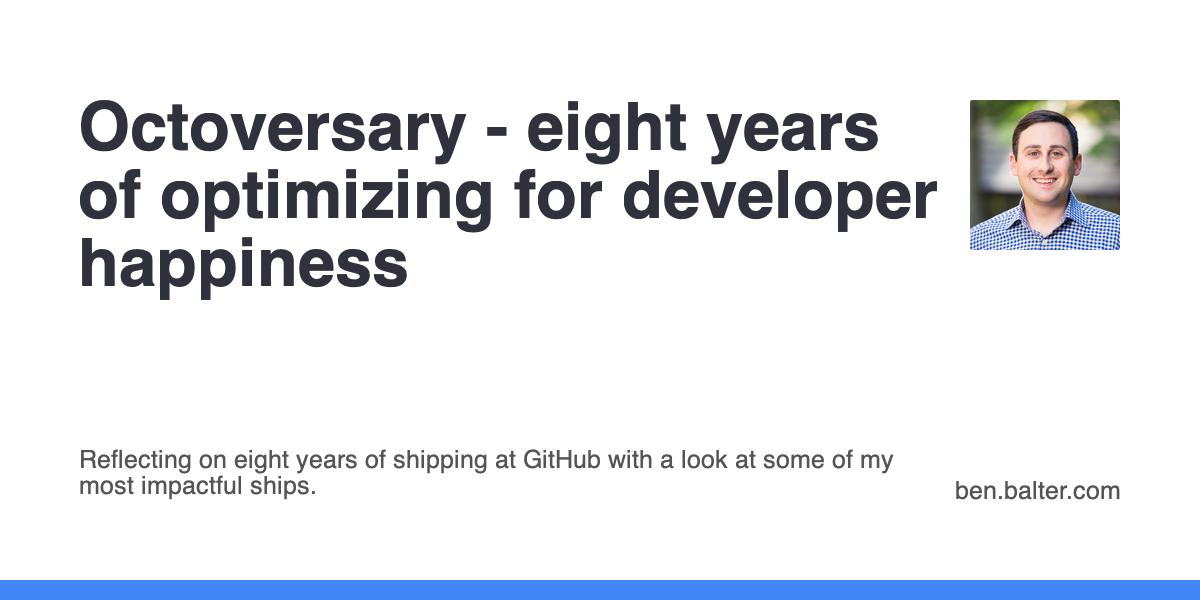 Octoversary - eight years
of optimizing for developer
happiness
Reflecting on eight years of shipping at GitHub with a look at some of my
most impactful ships.
ben.balter.com